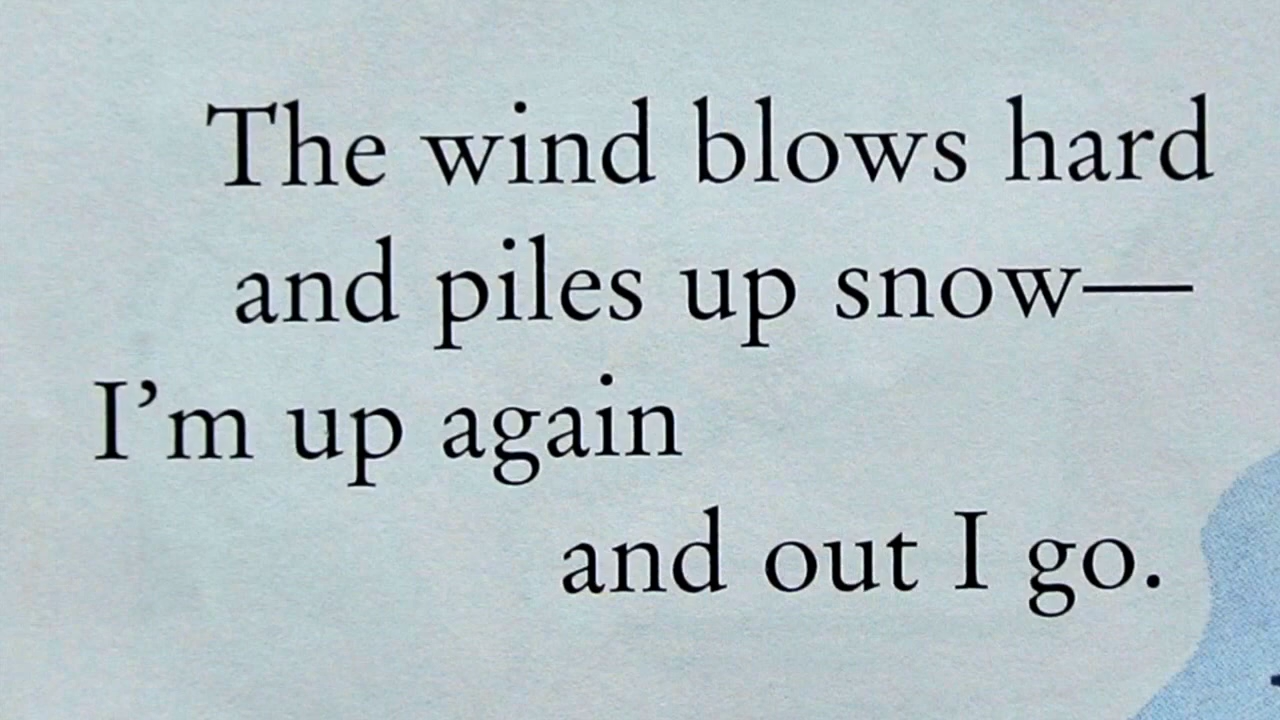 The wind blows hard
and piles up snow—
I’m up again
and out I go.